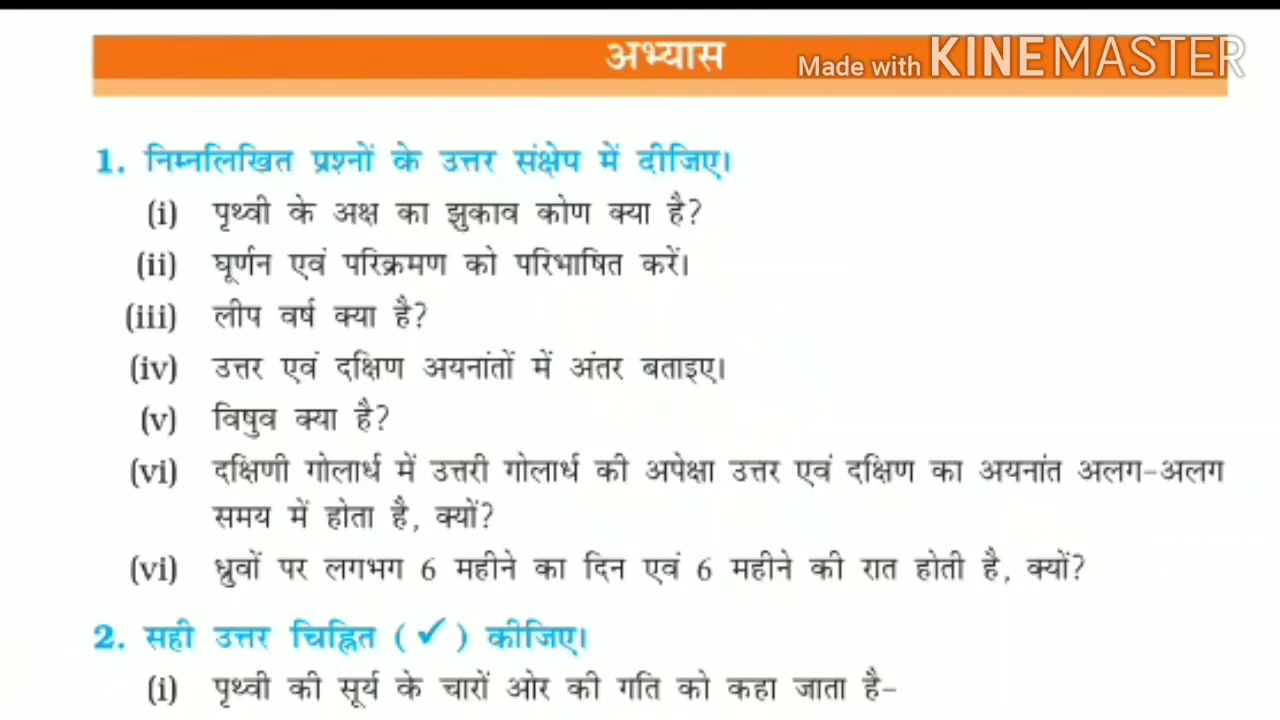 अभ्यास
Made with KINEMASTER
1. निम्नलिखित प्रश्नों के उत्तर संक्षेप में दीजिए।
(i) पृथ्वी के अक्ष का झुकाव कोण क्या है?
(ii) घूर्णन एवं परिक्रमण को परिभाषित करें।
(iii) लीप वर्ष क्या है?
(iv) उत्तर एवं दक्षिण अयनांतों में अंतर बताइए।
(v) विषुव क्या है?
(vi) दक्षिणी गोलार्ध में उत्तरी गोलार्ध की अपेक्षा उत्तर एवं दक्षिण का अयनांत अलग-अलग
समय में होता है, क्यों?
(vi) ध्रुवों पर लगभग 6 महीने का दिन एवं 6 महीने की रात होती है, क्यों?
2. सही उत्तर चिह्नित (✓) कीजिए।
(i) पृथ्वी की सूर्य के चारों ओर की गति को कहा जाता है–